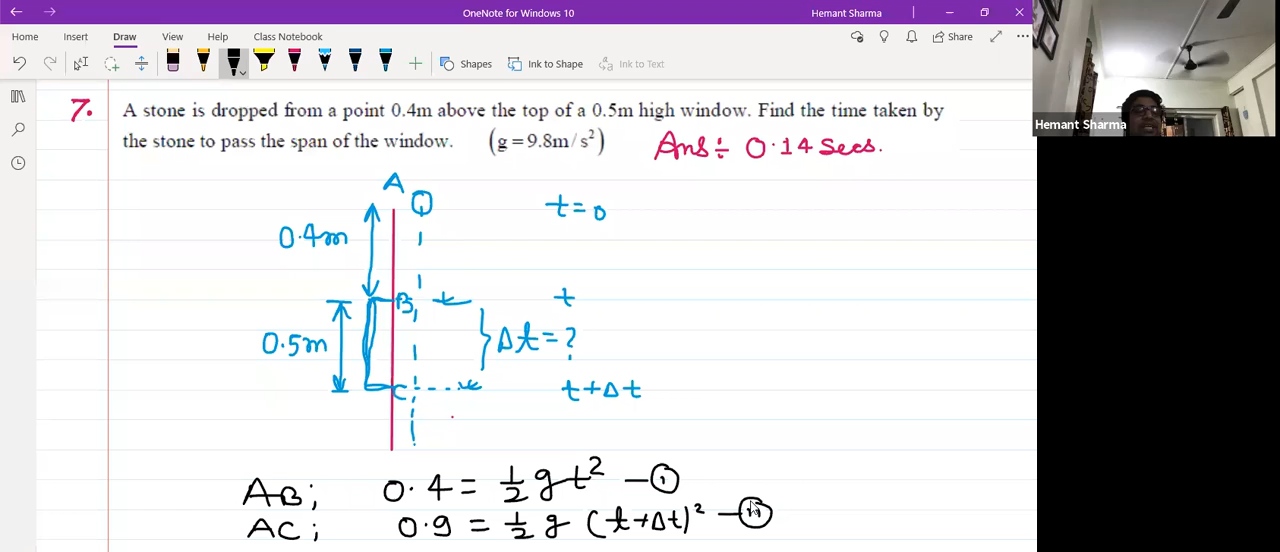 OneNote for Windows 10
Hemant Sharma
Home Insert Draw View Help Class Notebook
Share
Shapes Ink to Shape Ink to Text
Hemant Sharma
7. A stone is dropped from a point 0.4m above the top of a 0.5m high window. Find the time taken by
the stone to pass the span of the window. (g = 9.8m/s²) Ans÷ 0.14 secs.
A
t = 0
0.4m
B t
0.5m Δt = ?
C t + Δt
AB; 0.4 = ½ gt² — ①
AC; 0.9 = ½ g (t+Δt)² — ⑪